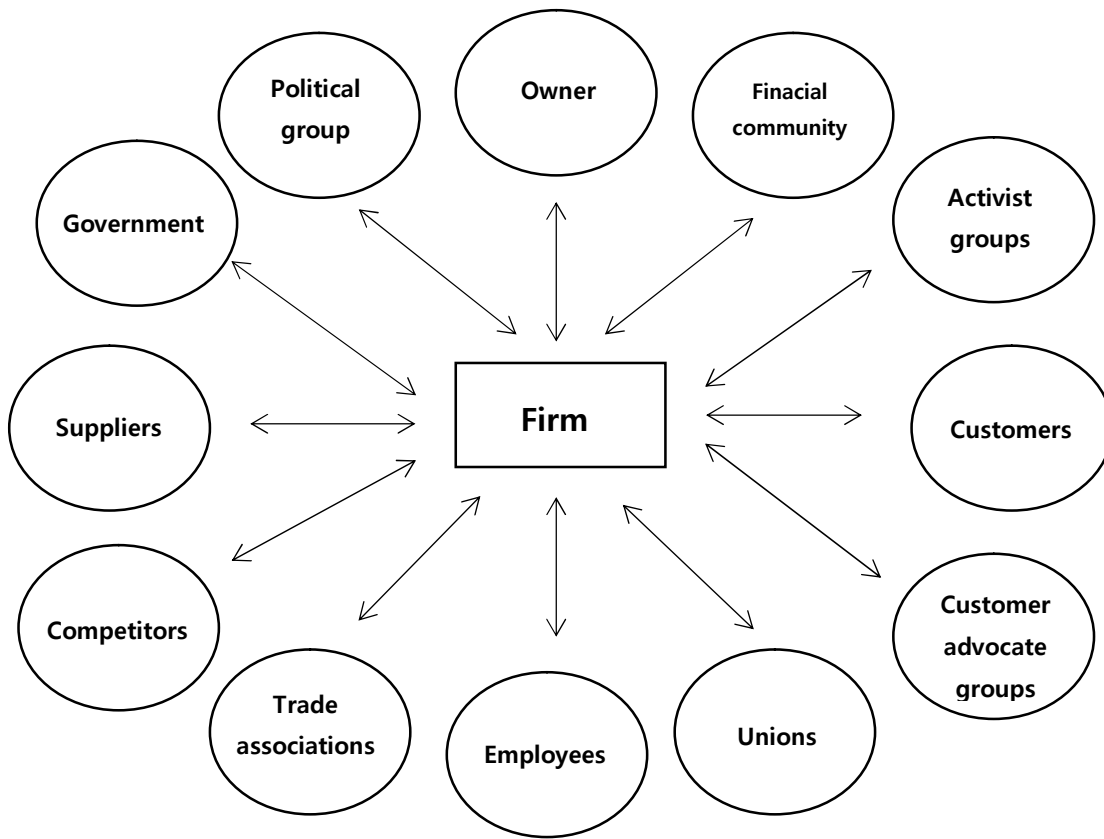 Political
group
Owner
Finacial
community
Activist
groups
Government
Firm
Suppliers
Customers
Competitors
Customer
advocate
groups
Trade
associations
Employees
Unions